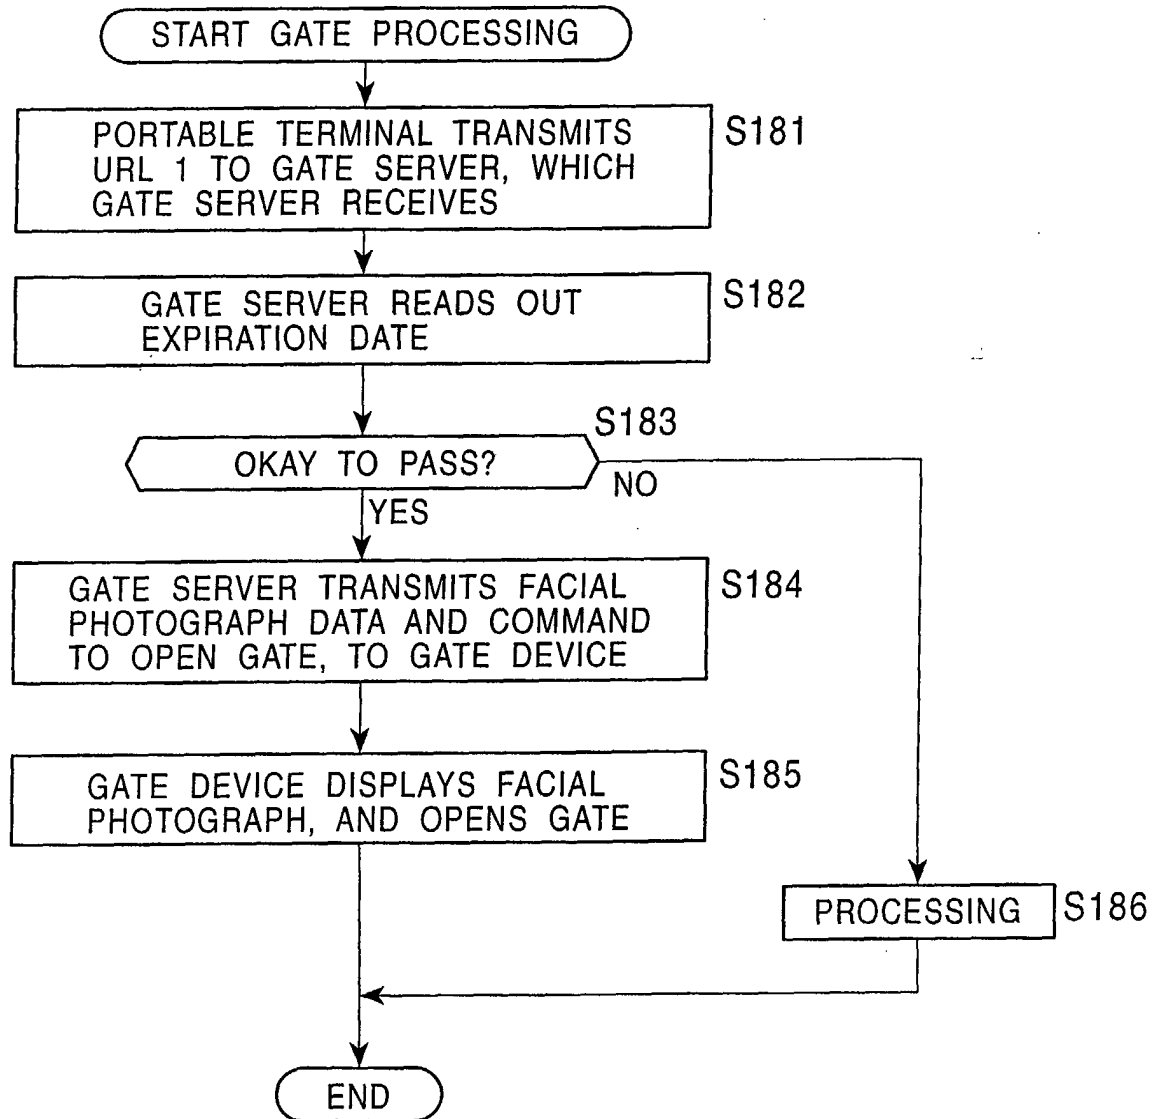 START GATE PROCESSING
PORTABLE TERMINAL TRANSMITS
URL 1 TO GATE SERVER, WHICH
GATE SERVER RECEIVES
S181
GATE SERVER READS OUT
EXPIRATION DATE
S182
S183
OKAY TO PASS?
NO
YES
GATE SERVER TRANSMITS FACIAL
PHOTOGRAPH DATA AND COMMAND
TO OPEN GATE, TO GATE DEVICE
S184
GATE DEVICE DISPLAYS FACIAL
PHOTOGRAPH, AND OPENS GATE
S185
PROCESSING
S186
END